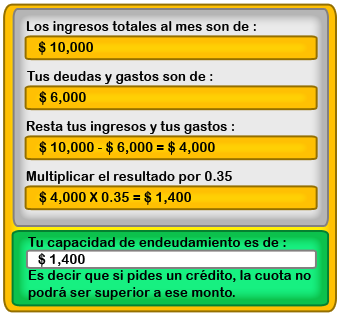 Los ingresos totales al mes son de :
$ 10,000
Tus deudas y gastos son de :
$ 6,000
Resta tus ingresos y tus gastos :
$ 10,000 - $ 6,000 = $ 4,000
Multiplicar el resultado por 0.35
$ 4,000 X 0.35 = $ 1,400
Tu capacidad de endeudamiento es de :
$ 1,400
Es decir que si pides un crédito, la cuota no
podrá ser superior a ese monto.